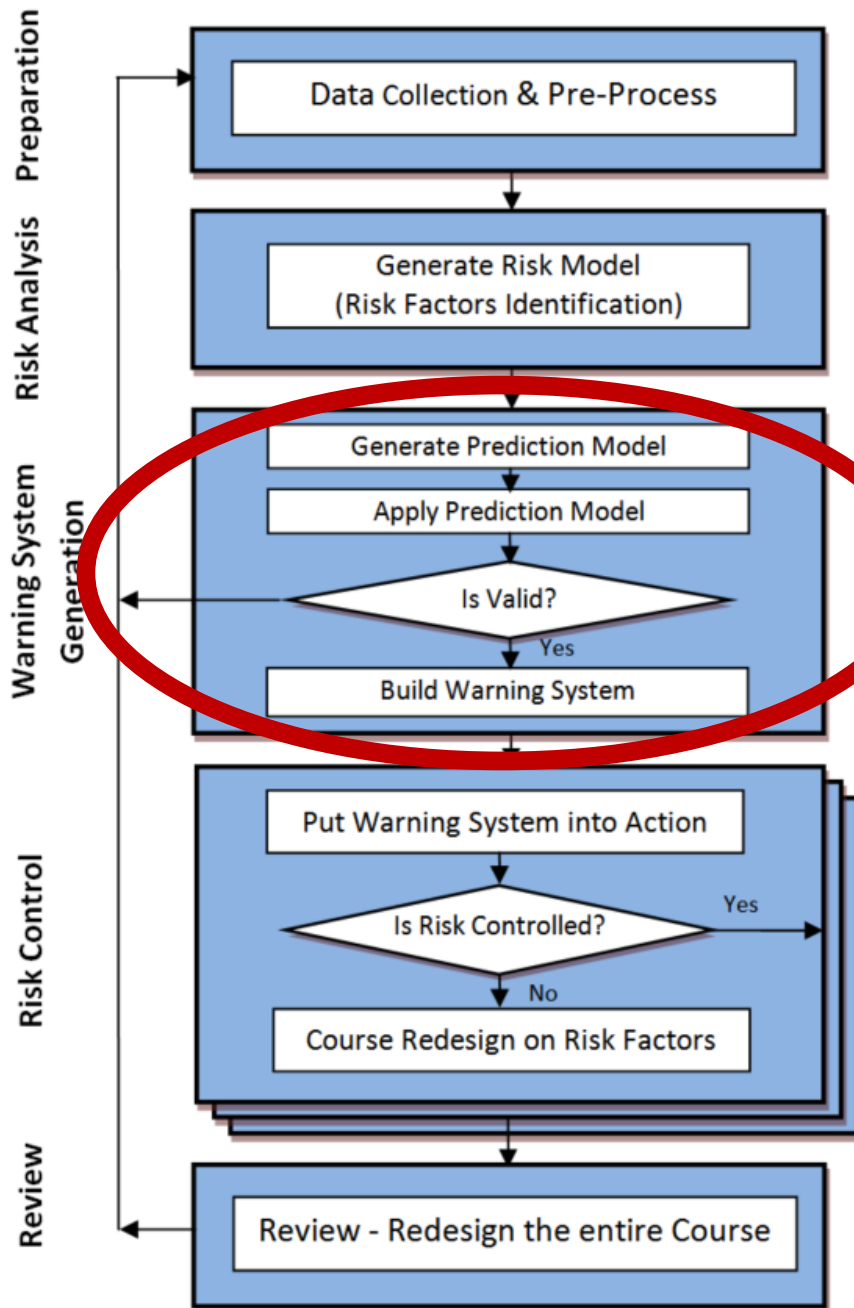 Preparation
Data Collection & Pre-Process
Risk Analysis
Generate Risk Model
(Risk Factors Identification)
Warning System
Generation
Generate Prediction Model
Apply Prediction Model
Is Valid?
Yes
Build Warning System
Risk Control
Put Warning System into Action
Is Risk Controlled?
Yes
No
Course Redesign on Risk Factors
Review
Review - Redesign the entire Course